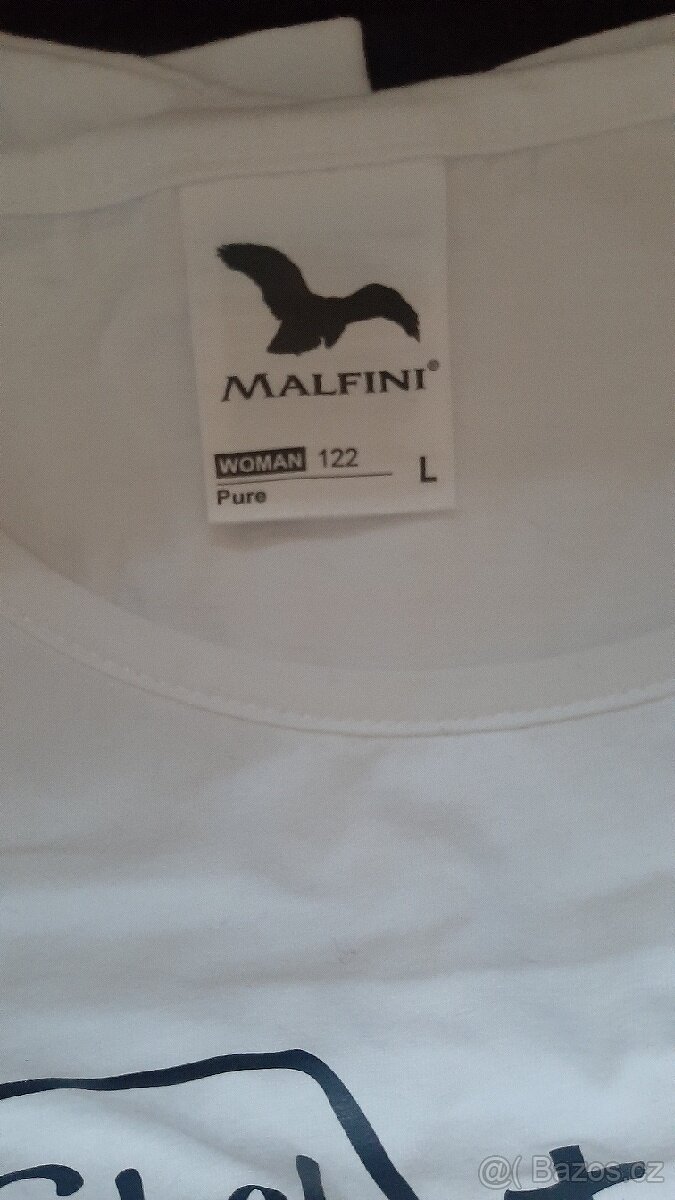 MALFINI®
WOMAN 122
L
Pure
@( Bazos.cz